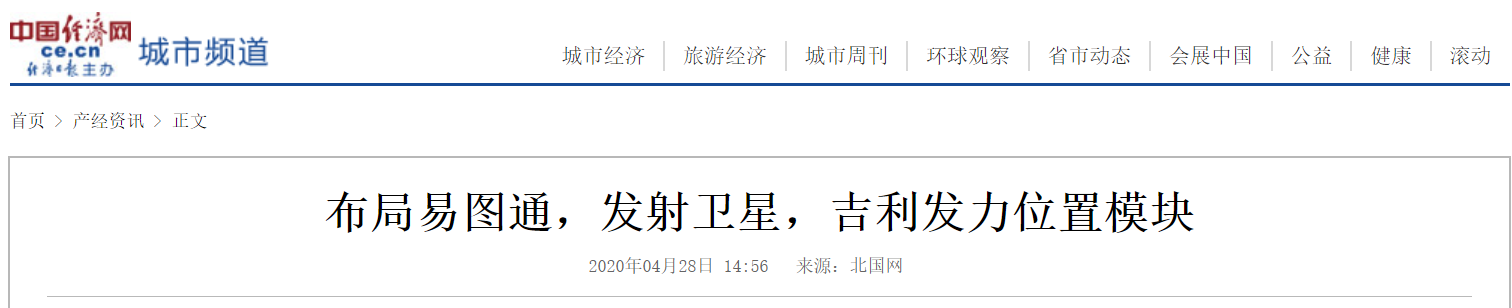 中国经济网
ce.cn
经济日报主办
城市频道
城市经济 旅游经济 城市周刊 环球观察 省市动态 会展中国 公益 健康 滚动
首页 > 产经资讯 > 正文
布局易图通，发射卫星，吉利发力位置模块
2020年04月28日 14:56 来源：北国网